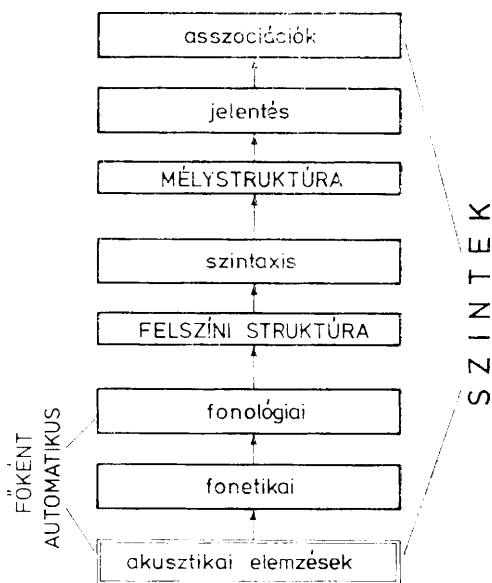 asszociációk
jelentés
MÉLYSTRUKTÚRA
szintaxis
FELSZÍNI STRUKTÚRA
fonológiai
fonetikai
akusztikai elemzések
FŐKÉNT
AUTOMATIKUS
SZINTEK